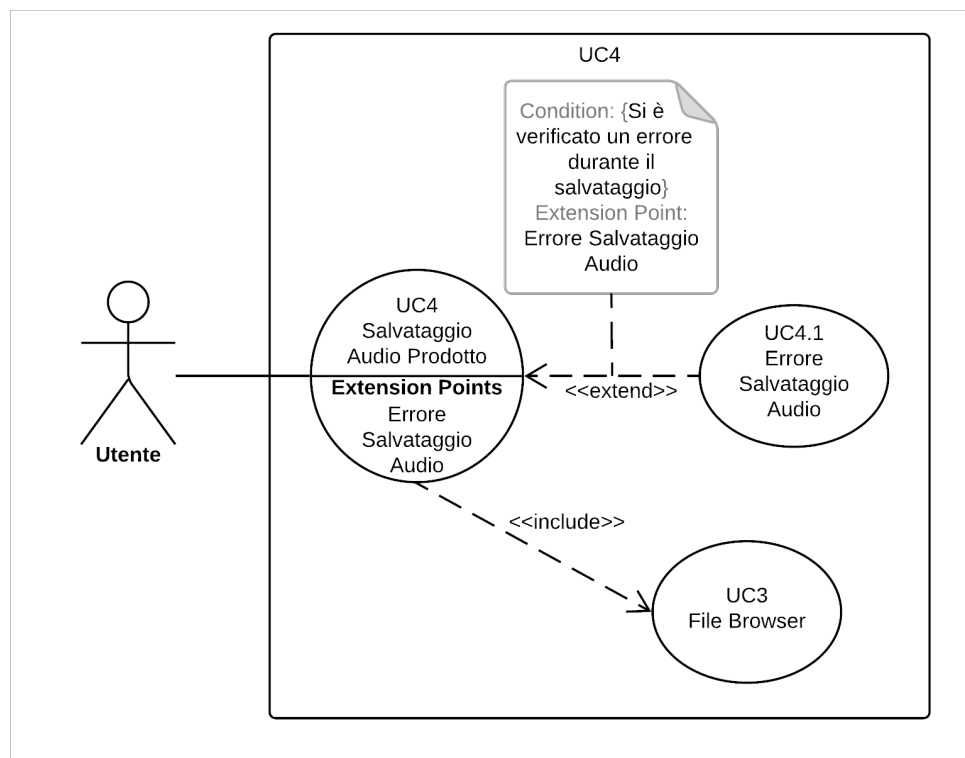 UC4
Condition: {Si è
verificato un errore
durante il
salvataggio}
Extension Point:
Errore Salvataggio
Audio
UC4
Salvataggio
Audio Prodotto
Extension Points
Errore
Salvataggio
Audio
<<extend>>
UC4.1
Errore
Salvataggio
Audio
Utente
<<include>>
UC3
File Browser